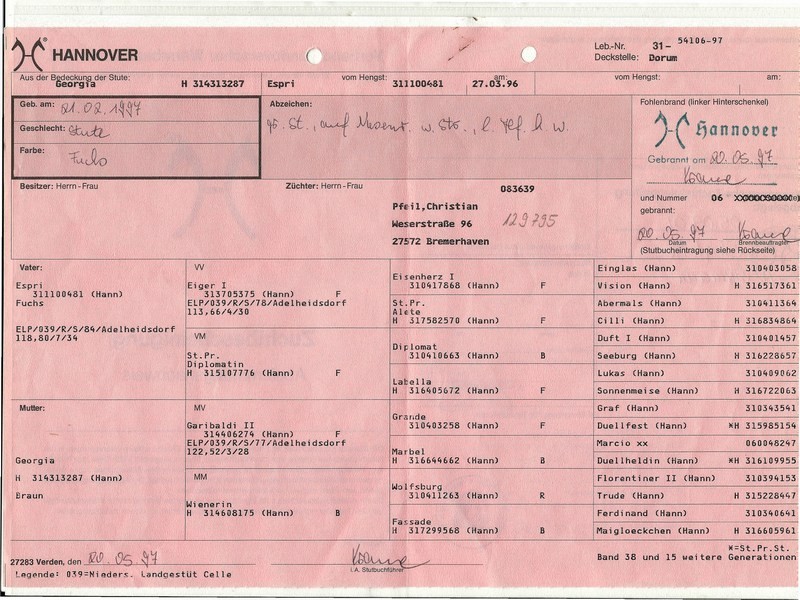 HANNOVER
Leb.-Nr. 31- 54106-97
Deckstelle: Dorum
Aus der Bedeckung der Stute: vom Hengst: am: vom Hengst: am:
Georgia H 314313287 Espri 311100481 27.03.96
Geb. am: 21.02.1997
Geschlecht: Stute
Farbe: Fuchs
Abzeichen:
w. h. w.
Fohlenbrand (linker Hinterschenkel)
Hannover
Gebrannt am 20.05.97
und Nummer 06
gebrannt:
20.05.97
Datum Brennbeauftragter
(Stutbucheintragung siehe Rückseite)
Besitzer: Herrn-Frau
Züchter: Herrn-Frau
083639
Pfeil,Christian
Weserstraße 96
129795
27572 Bremerhaven
Vater:
Espri
311100481 (Hann)
Fuchs
ELP/039/R/S/84/Adelheidsdorf
118,80/7/34
Mutter:
Georgia
H 314313287 (Hann)
Braun
VV
Eiger I
313705375 (Hann) F
ELP/039/R/S/78/Adelheidsdorf
113,66/4/30
VM
St.Pr.
Diplomatin
H 315107776 (Hann) F
MV
Garibaldi II F
314406274 (Hann)
ELP/039/R/S/77/Adelheidsdorf
122,52/3/28
MM
Wienerin
H 314608175 (Hann) B
Eisenherz I
310417868 (Hann) F
St.Pr.
Alete
H 317582570 (Hann) F
Diplomat
310410663 (Hann) B
Labella
H 316405672 (Hann) F
Grande
310403258 (Hann) F
Marbel
H 316644662 (Hann) B
Wolfsburg
310411263 (Hann) R
Fassade
H 317299568 (Hann) B
Einglas (Hann) 310403058
Vision (Hann) H 316517361
Abermals (Hann) 310411364
Cilli (Hann) H 316834864
Duft I (Hann) 310401457
Seeburg (Hann) H 316228657
Lukas (Hann) 310409062
Sonnenmeise (Hann) H 316722063
Graf (Hann) 310343541
Duellfest (Hann) *H 315985154
Marcio xx 060048247
Duellheldin (Hann) *H 316109955
Florentiner II (Hann) 310394153
Trude (Hann) H 315228447
Ferdinand (Hann) 310340641
Maigloeckchen (Hann) H 316605961
*=St.Pr.St.
Band 38 und 15 weitere Generationen
27283 Verden, den 20.05.97
i.A. Stutbuchführer
Legende: 039=Nieders. Landgestüt Celle